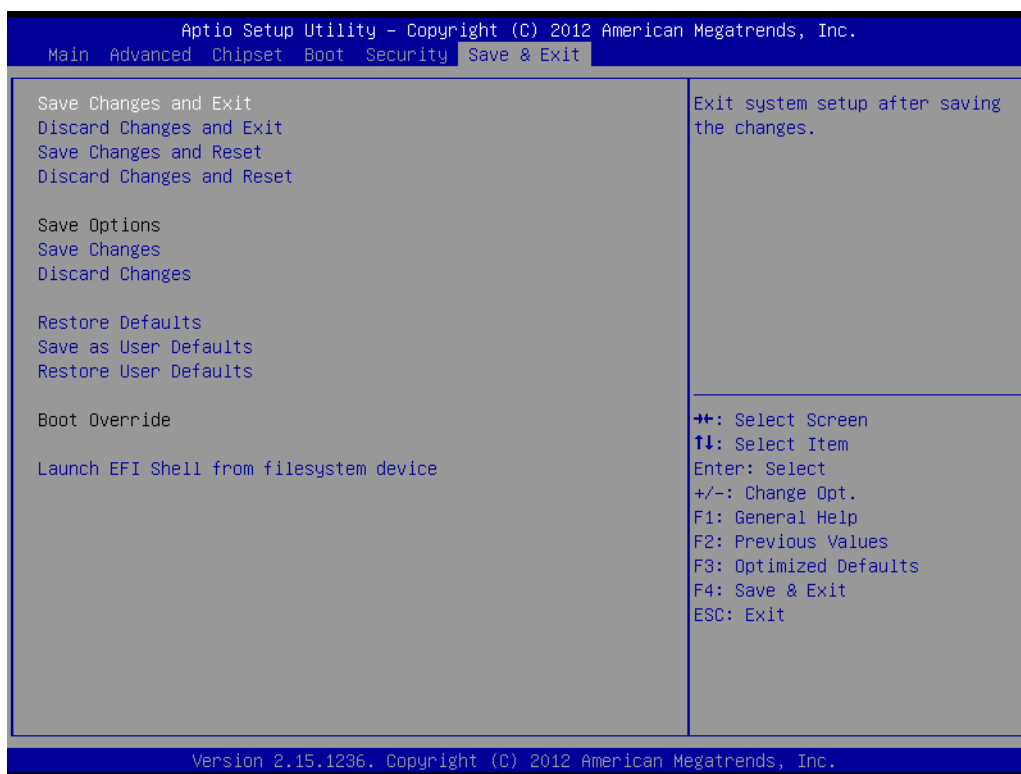 Aptio Setup Utility – Copyright (C) 2012 American Megatrends, Inc.
Main Advanced Chipset Boot Security Save & Exit
Save Changes and Exit
Discard Changes and Exit
Save Changes and Reset
Discard Changes and Reset
Save Options
Save Changes
Discard Changes
Restore Defaults
Save as User Defaults
Restore User Defaults
Boot Override
Launch EFI Shell from filesystem device
Exit system setup after saving
the changes.
→←: Select Screen
↑↓: Select Item
Enter: Select
+/-: Change Opt.
F1: General Help
F2: Previous Values
F3: Optimized Defaults
F4: Save & Exit
ESC: Exit
Version 2.15.1236. Copyright (C) 2012 American Megatrends, Inc.